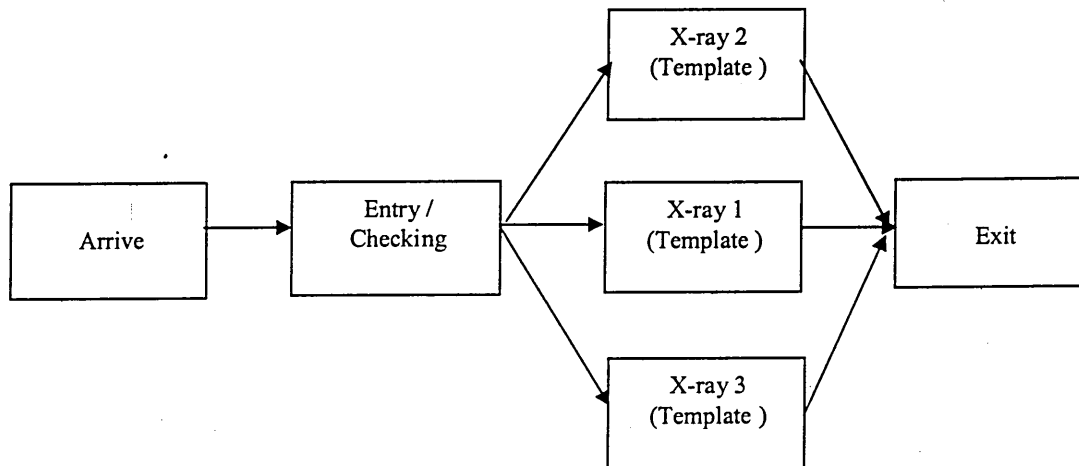 X-ray 2
(Template )
Arrive
Entry /
Checking
X-ray 1
(Template )
Exit
X-ray 3
(Template )